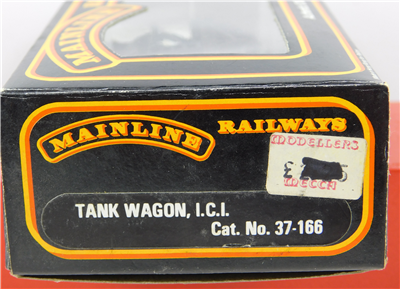 MAINLINE
MAINLINE RAILWAYS
MODELLERS
£
MECCA
TANK WAGON, I.C.I.
Cat. No. 37-166